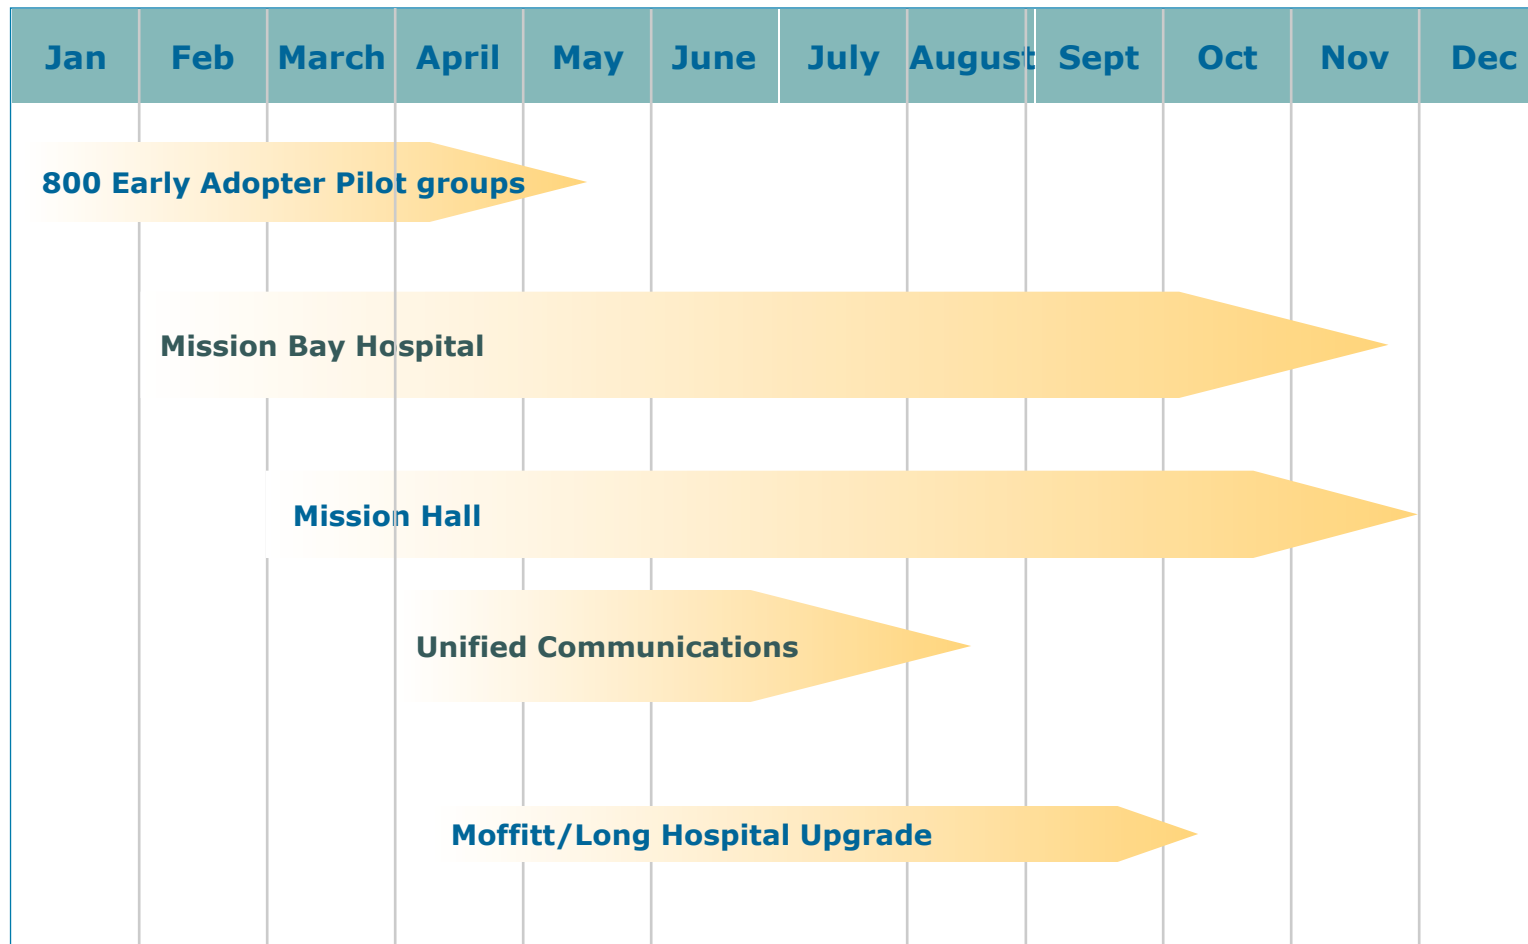 Jan Feb March April May June July August Sept Oct Nov Dec
800 Early Adopter Pilot groups
Mission Bay Hospital
Mission Hall
Unified Communications
Moffitt/Long Hospital Upgrade